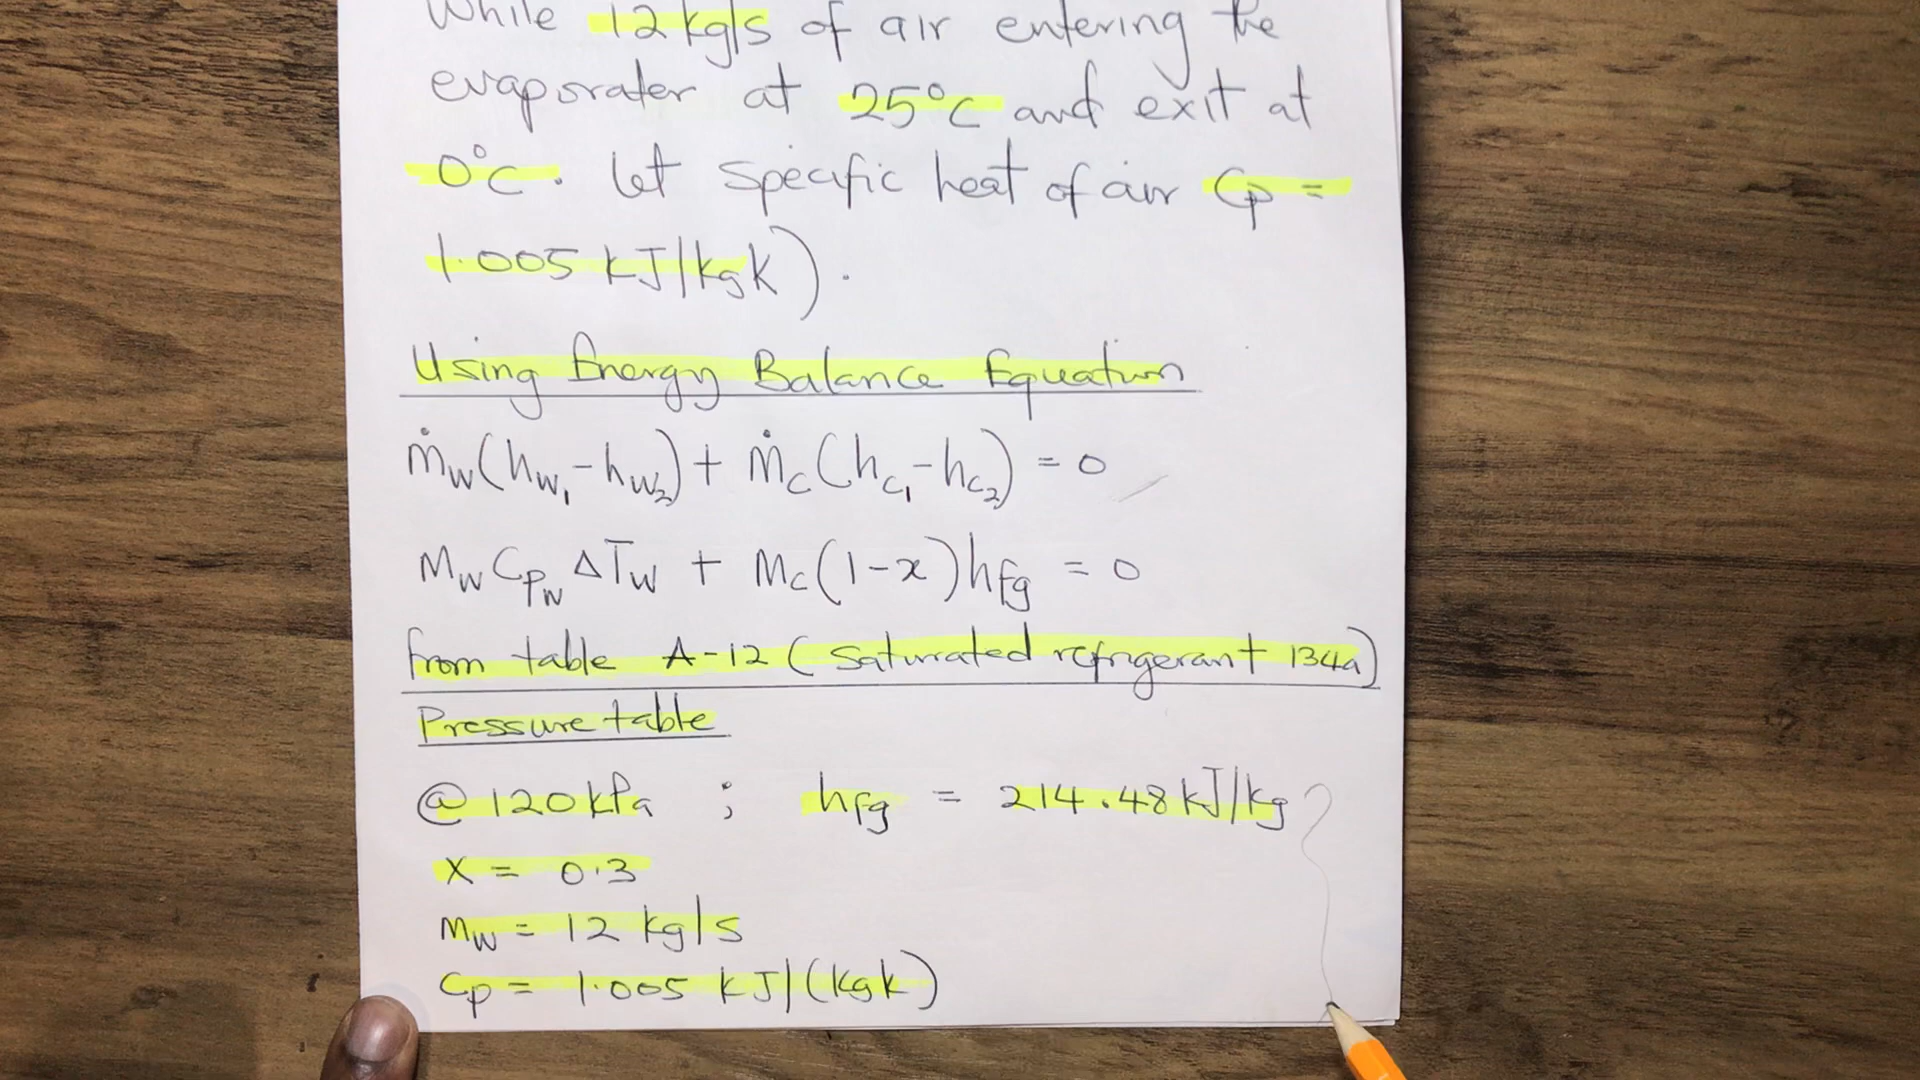 While 12 kg/s of air entering the
evaporater at 25°C and exit at
0°C. let specific heat of air Cp =
1.005 kJ/kgK).
Using Energy Balance Equation
ṁw(hw₁-hw₂) + ṁc(hc₁-hc₂) = 0
Mw Cpw ΔTw + Mc(1-x)hfg = 0
from table A-12 (Saturated refrigerant 134a)
Pressure table
@ 120 kPa ; hfg = 214.48 kJ/kg
x = 0.3
Mw = 12 kg/s
Cp = 1.005 kJ/(kgk)